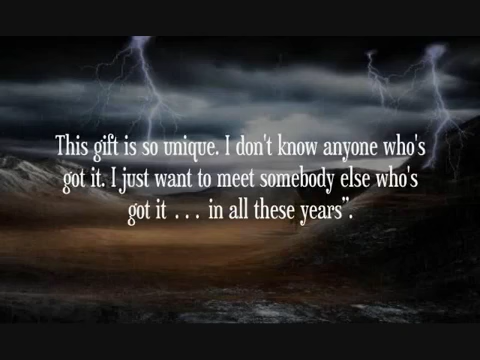 This gift is so unique. I don't know anyone who's
got it. I just want to meet somebody else who's
got it . . . in all these years”.